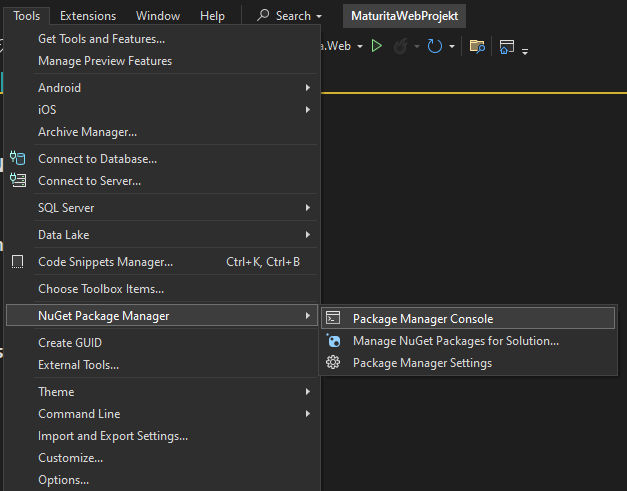 Tools Extensions Window Help Search MaturitaWebProjekt
Get Tools and Features...
a.Web
Manage Preview Features
Android
iOS
Archive Manager...
Connect to Database...
Connect to Server...
SQL Server
Data Lake
Code Snippets Manager... Ctrl+K, Ctrl+B
Choose Toolbox Items...
NuGet Package Manager
Package Manager Console
Manage NuGet Packages for Solution...
Package Manager Settings
Create GUID
External Tools...
Theme
Command Line
Import and Export Settings...
Customize...
Options...